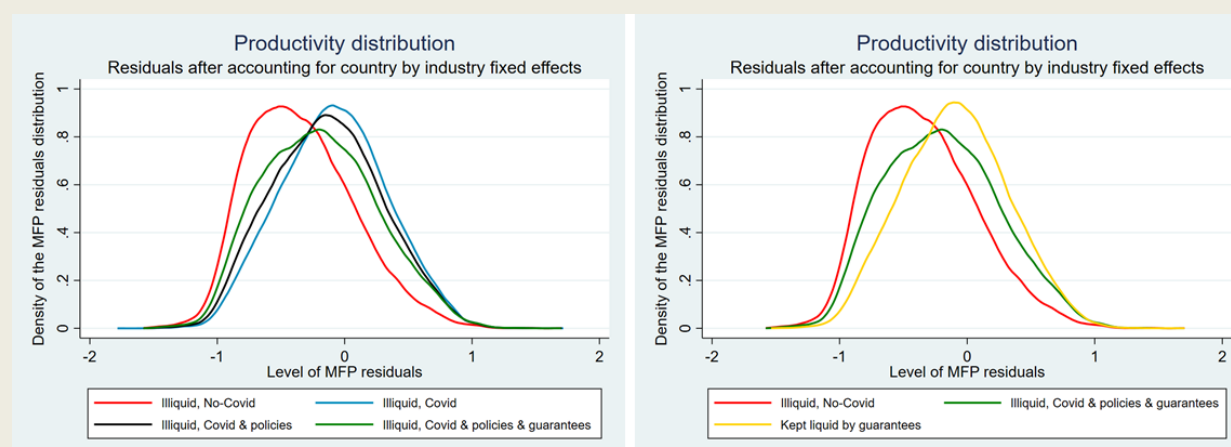 Productivity distribution
Residuals after accounting for country by industry fixed effects
Density of the MFP residuals distribution
1
.8
.6
.4
.2
0
-2
-1
0
1
2
Level of MFP residuals
Illiquid, No-Covid
Illiquid, Covid
Illiquid, Covid & policies
Illiquid, Covid & policies & guarantees
Productivity distribution
Residuals after accounting for country by industry fixed effects
Density of the MFP residuals distribution
1
.8
.6
.4
.2
0
-2
-1
0
1
2
Level of MFP residuals
Illiquid, No-Covid
Illiquid, Covid & policies & guarantees
Kept liquid by guarantees